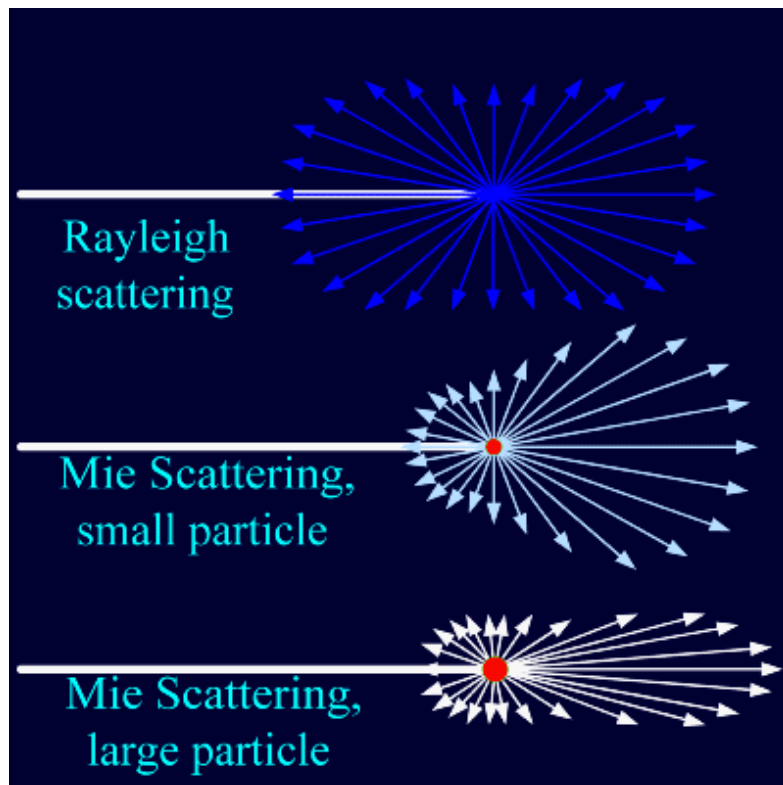 Rayleigh
scattering
Mie Scattering,
small particle
Mie Scattering,
large particle